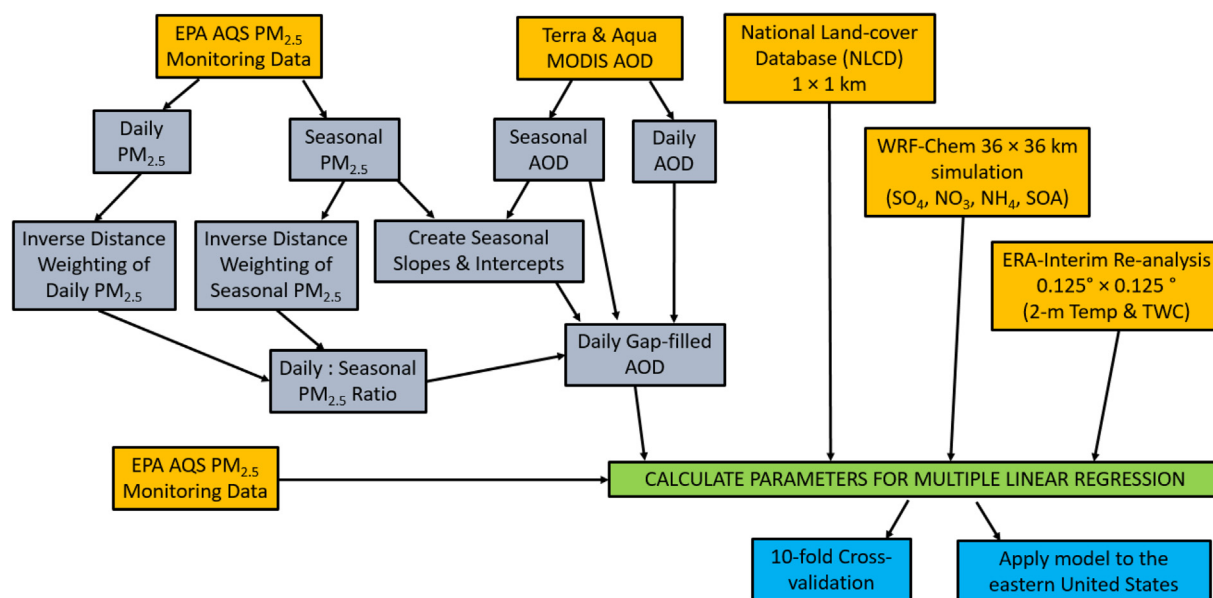 EPA AQS PM2.5
Monitoring Data
Terra & Aqua
MODIS AOD
National Land-cover
Database (NLCD)
1 × 1 km
Daily
PM2.5
Seasonal
PM2.5
Seasonal
AOD
Daily
AOD
WRF-Chem 36 × 36 km
simulation
(SO4, NO3, NH4, SOA)
Inverse Distance
Weighting of
Daily PM2.5
Inverse Distance
Weighting of
Seasonal PM2.5
Create Seasonal
Slopes & Intercepts
ERA-Interim Re-analysis
0.125° × 0.125 °
(2-m Temp & TWC)
Daily : Seasonal
PM2.5 Ratio
Daily Gap-filled
AOD
EPA AQS PM2.5
Monitoring Data
CALCULATE PARAMETERS FOR MULTIPLE LINEAR REGRESSION
10-fold Cross-
validation
Apply model to the
eastern United States